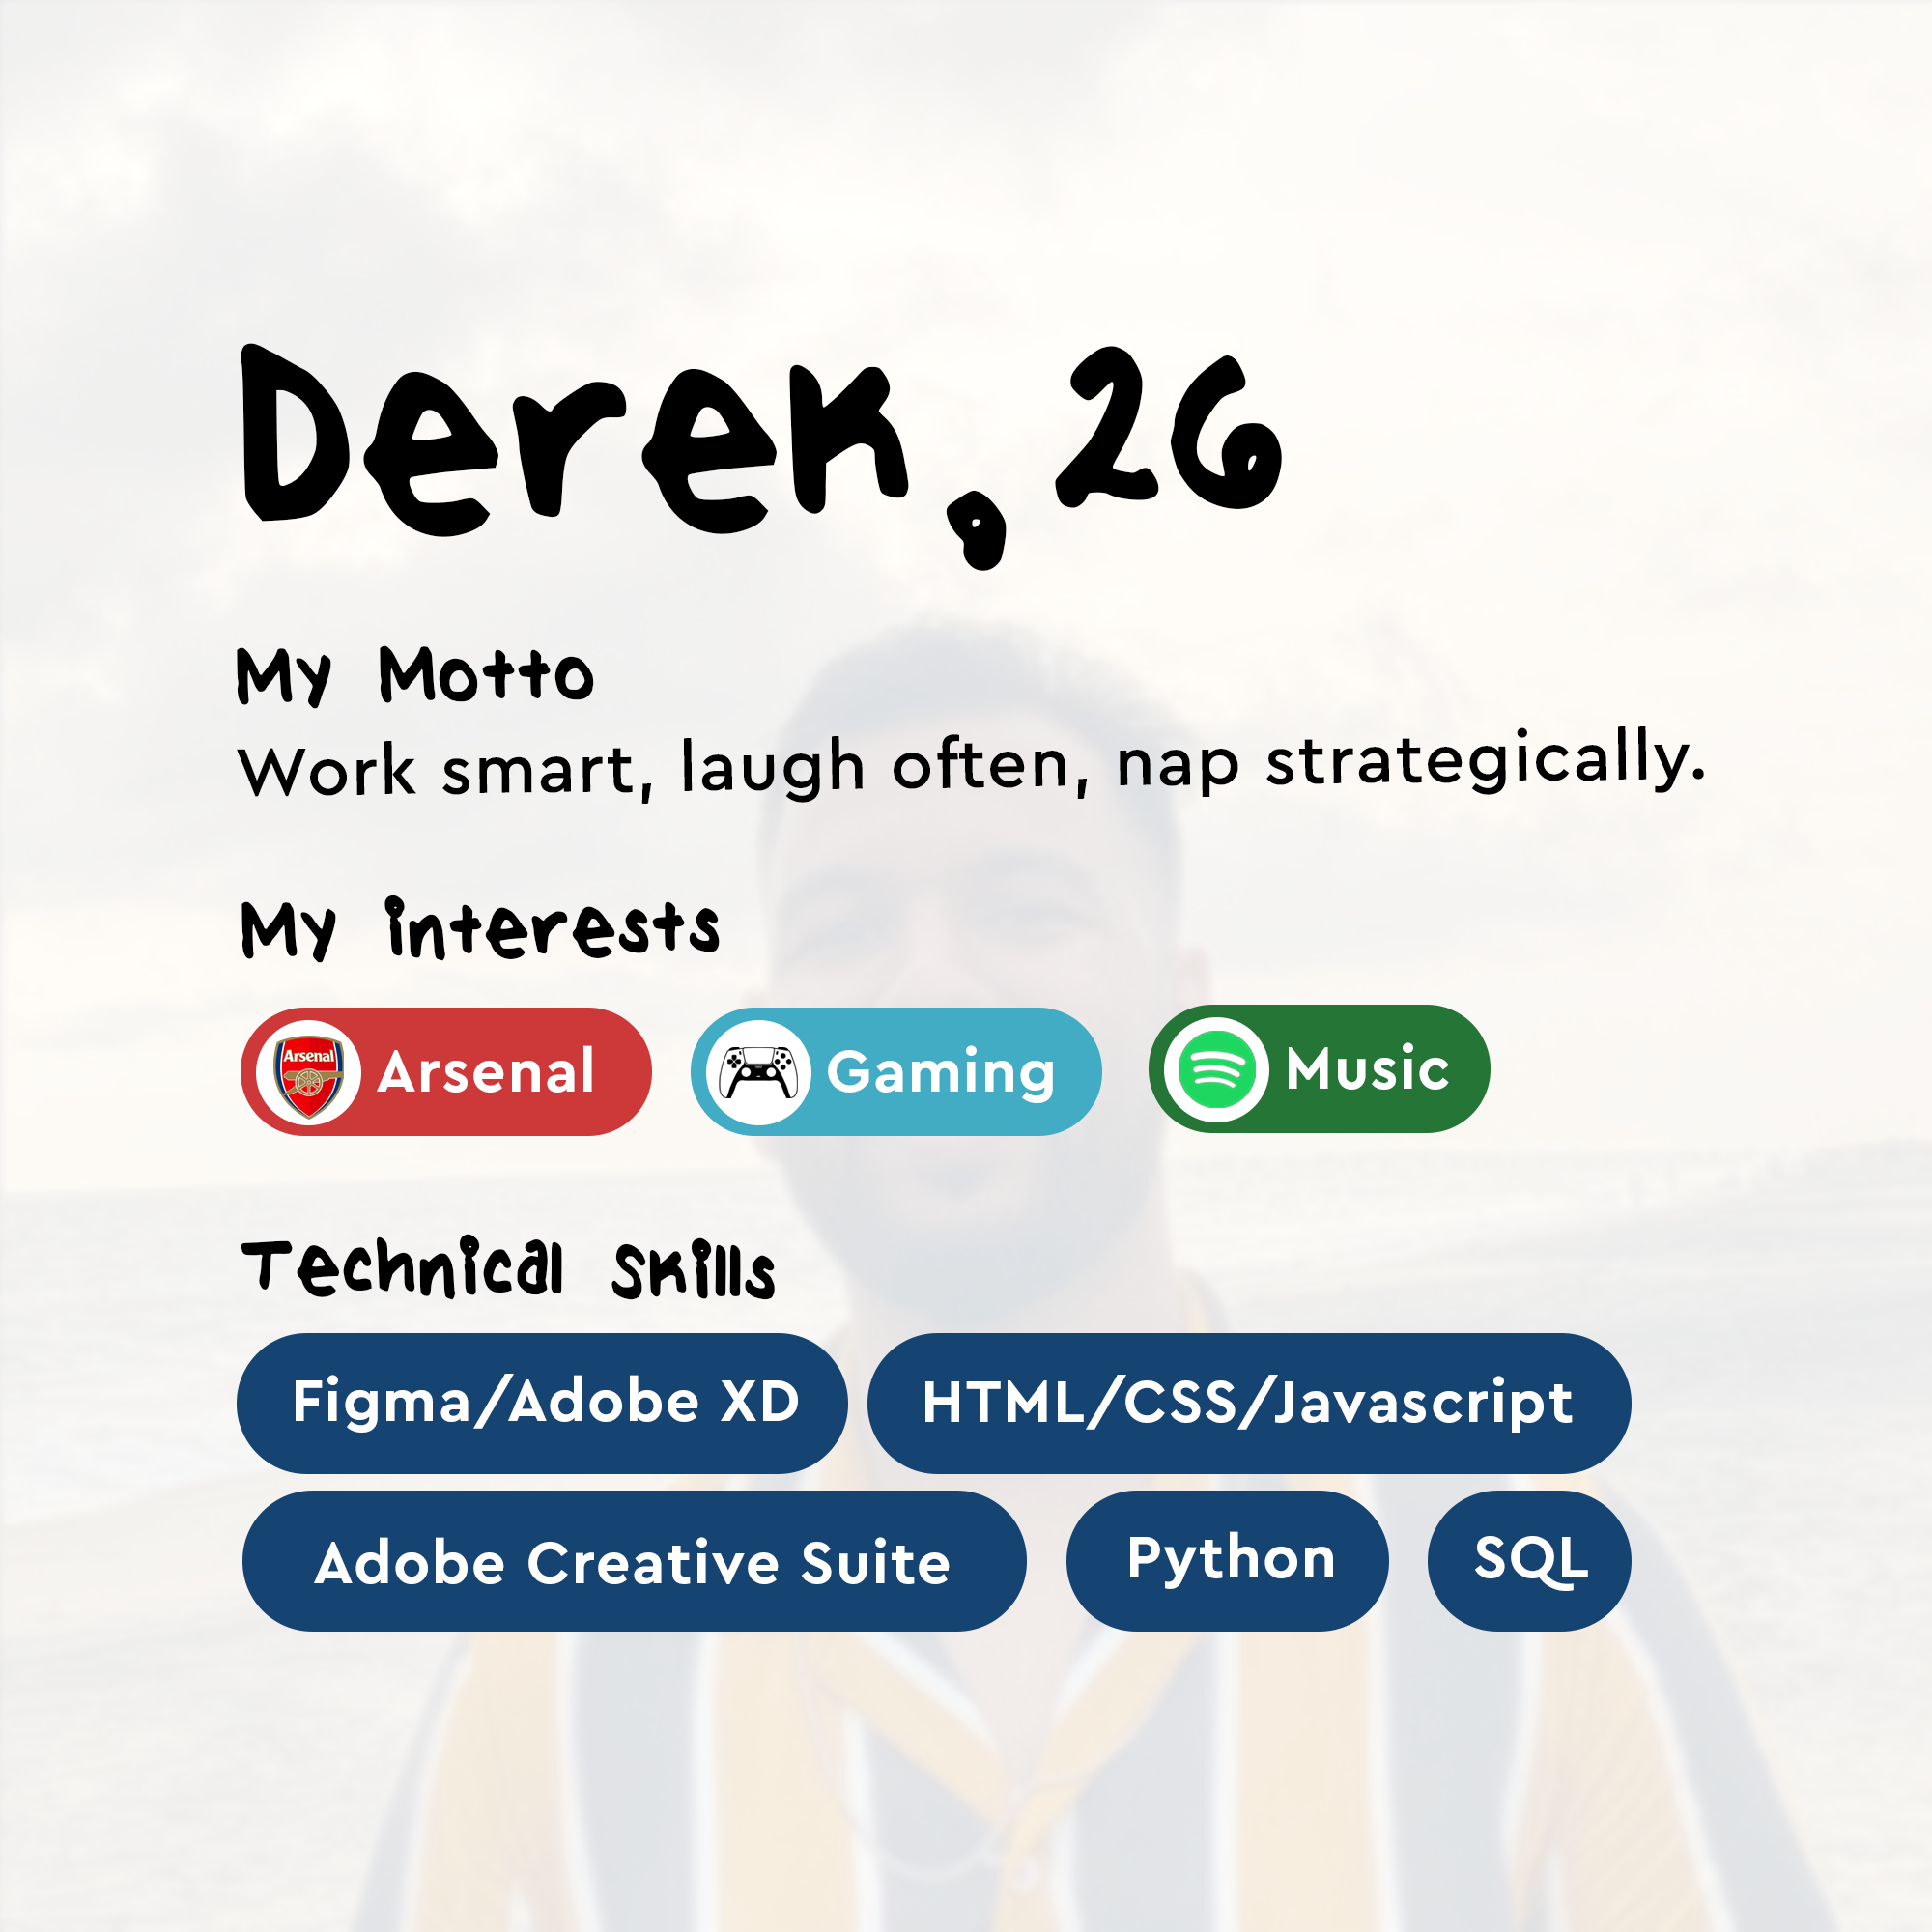 Derek, 26
My Motto
Work smart, laugh often, nap strategically.
My interests
Arsenal Arsenal Gaming Music
Technical Skills
Figma/Adobe XD HTML/CSS/Javascript
Adobe Creative Suite Python SQL